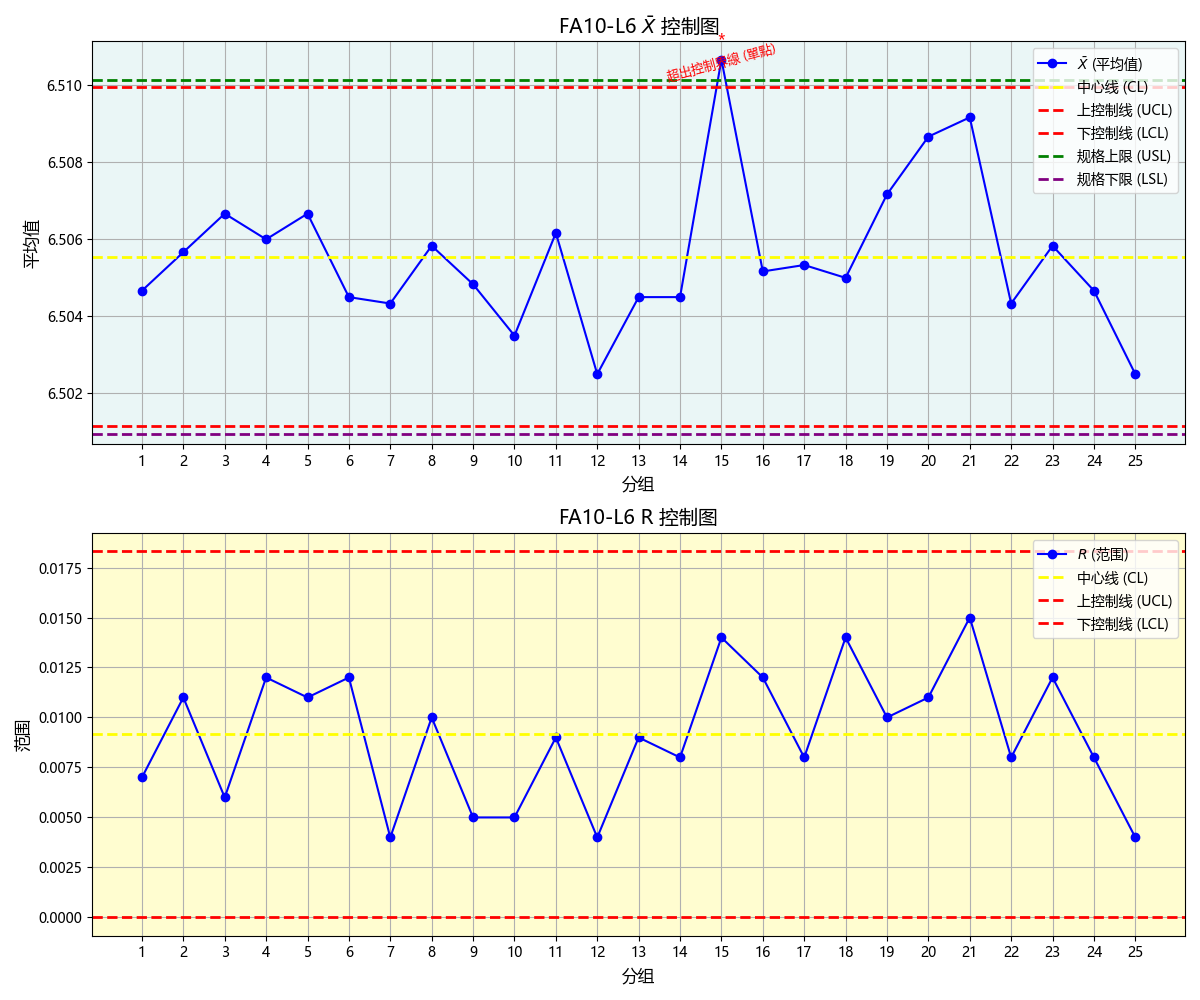 FA10-L6 X̄ 控制图
*
超出控制界線 (單點)
X̄ (平均值)
中心线 (CL)
上控制线 (UCL)
下控制线 (LCL)
规格上限 (USL)
规格下限 (LSL)
平均值
6.510
6.508
6.506
6.504
6.502
1 2 3 4 5 6 7 8 9 10 11 12 13 14 15 16 17 18 19 20 21 22 23 24 25
分组
FA10-L6 R 控制图
R (范围)
中心线 (CL)
上控制线 (UCL)
下控制线 (LCL)
范围
0.0175
0.0150
0.0125
0.0100
0.0075
0.0050
0.0025
0.0000
1 2 3 4 5 6 7 8 9 10 11 12 13 14 15 16 17 18 19 20 21 22 23 24 25
分组